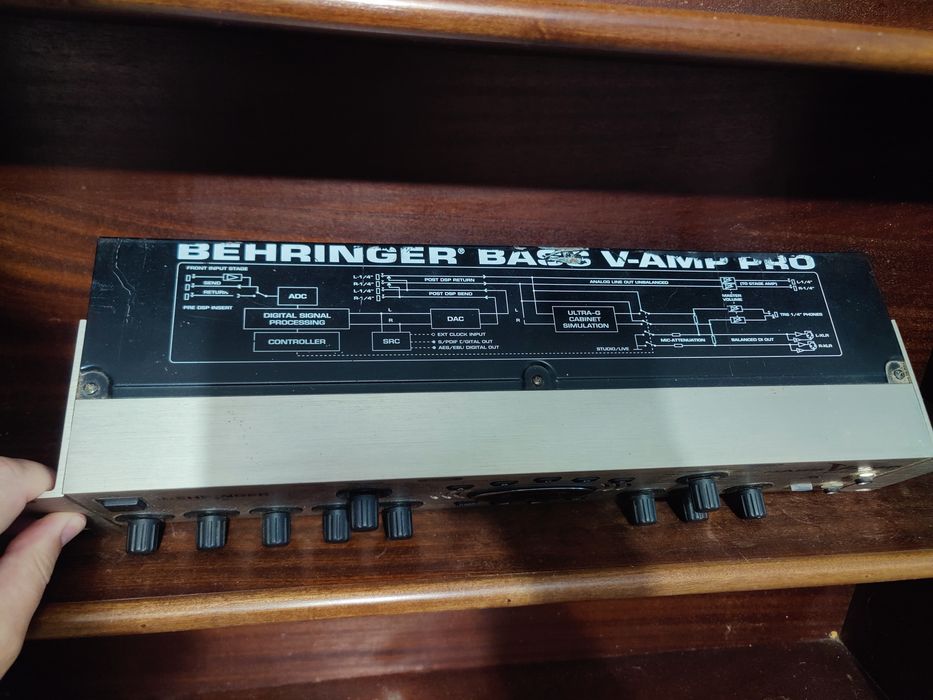 BEHRINGER® BASS V-AMP PRO
FRONT INPUT STAGE
SEND
RETURN
PRE-DSP INSERT
ADC
DIGITAL SIGNAL
PROCESSING
CONTROLLER
L-1/4"
R-1/4"
L-1/4"
R-1/4"
POST DSP RETURN
POST DSP SEND
L
R
DAC
SRC
EXT CLOCK INPUT
S/PDIF DIGITAL OUT
AES/EBU DIGITAL OUT
L
R
ULTRA-G
CABINET
SIMULATION
STUDIO/LIVE
ANALOG LINE OUT UNBALANCED
(TO STAGE AMP)
L-1/4"
R-1/4"
MASTER
VOLUME
TRS 1/4" PHONES
MIC-ATTENUATION
BALANCED DI OUT
L-XLR
R-XLR
BEHRINGER